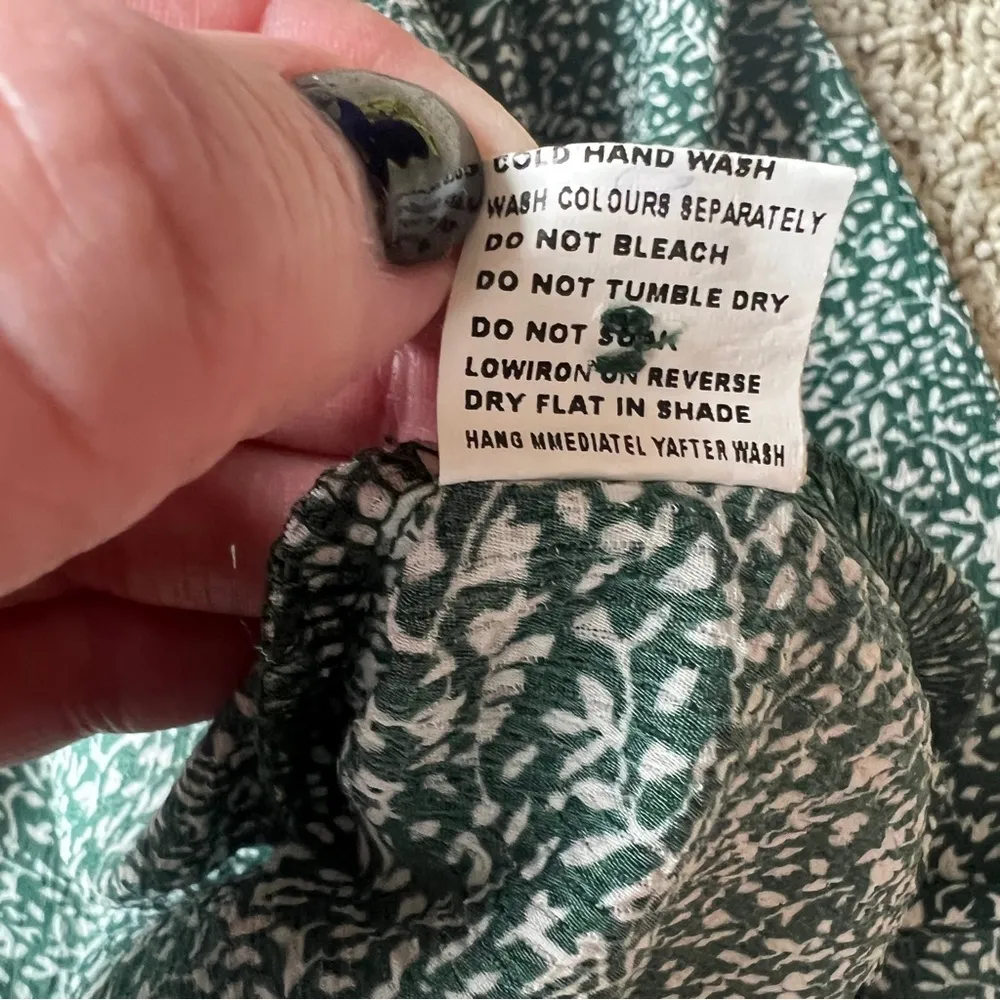 COLD HAND WASH
WASH COLOURS SEPARATELY
DO NOT BLEACH
DO NOT TUMBLE DRY
DO NOT SOAK
LOWIRON ON REVERSE
DRY FLAT IN SHADE
HANG MMEDIATEL YAFTER WASH